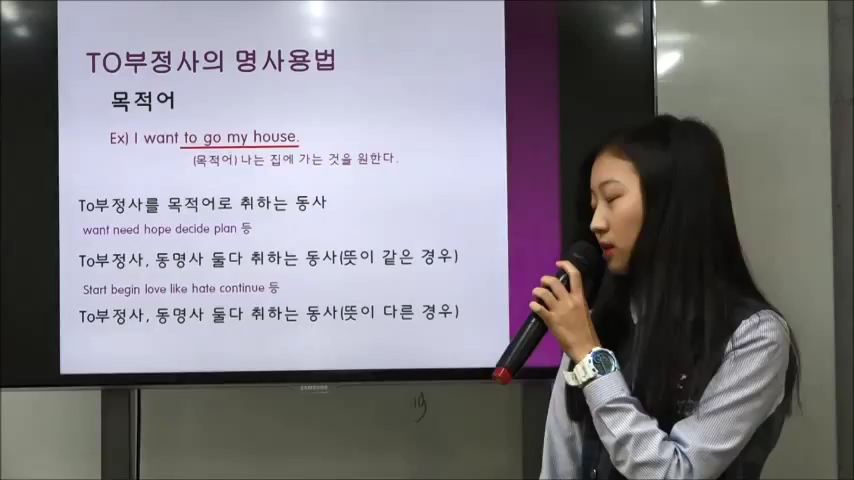 TO부정사의 명사용법
목적어
Ex) I want to go my house.
(목적어) 나는 집에 가는 것을 원한다.
To부정사를 목적어로 취하는 동사
want need hope decide plan 등
To부정사, 동명사 둘다 취하는 동사(뜻이 같은 경우)
Start begin love like hate continue 등
To부정사, 동명사 둘다 취하는 동사(뜻이 다른 경우)
SAMSUNG
19